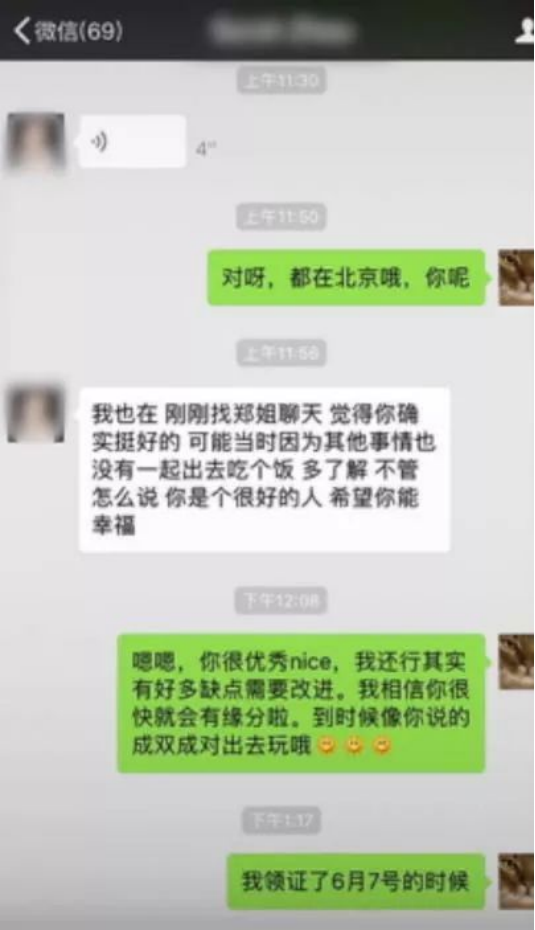 微信(69)
上午11:30
4"
上午11:50
对呀，都在北京哦，你呢
上午11:56
我也在 刚刚找郑姐聊天 觉得你确
实挺好的 可能当时因为其他事情也
没有一起出去吃个饭 多了解 不管
怎么说 你是个很好的人 希望你能
幸福
下午12:08
嗯嗯，你很优秀nice，我还行其实
有好多缺点需要改进。我相信你很
快就会有缘分啦。到时候像你说的
成双成对出去玩哦
下午1:17
我领证了6月7号的时候